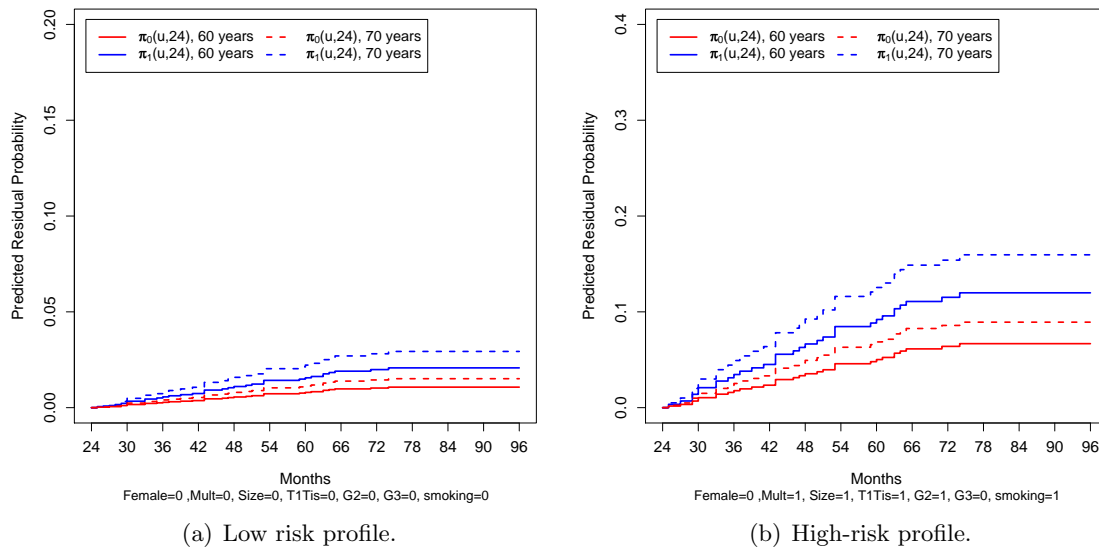 π0(u,24), 60 years π0(u,24), 70 years
π1(u,24), 60 years π1(u,24), 70 years
Predicted Residual Probability
0.20
0.15
0.10
0.05
0.00
24 30 36 42 48 54 60 66 72 78 84 90 96
Months
Female=0 ,Mult=0, Size=0, T1Tis=0, G2=0, G3=0, smoking=0
(a) Low risk profile.
π0(u,24), 60 years π0(u,24), 70 years
π1(u,24), 60 years π1(u,24), 70 years
Predicted Residual Probability
0.4
0.3
0.2
0.1
0.0
24 30 36 42 48 54 60 66 72 78 84 90 96
Months
Female=0 ,Mult=1, Size=1, T1Tis=1, G2=1, G3=0, smoking=1
(b) High-risk profile.